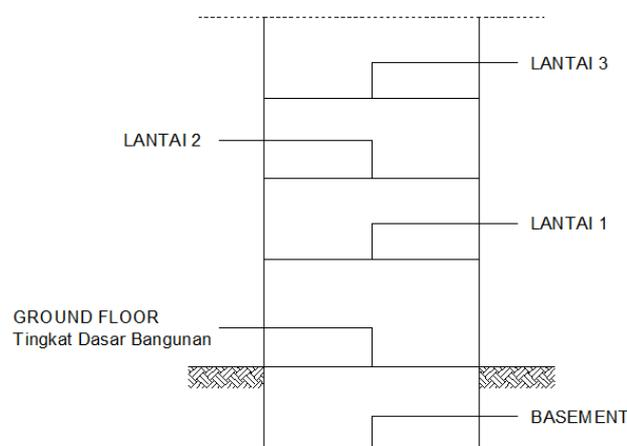 LANTAI 3
LANTAI 2
LANTAI 1
GROUND FLOOR
Tingkat Dasar Bangunan
BASEMENT